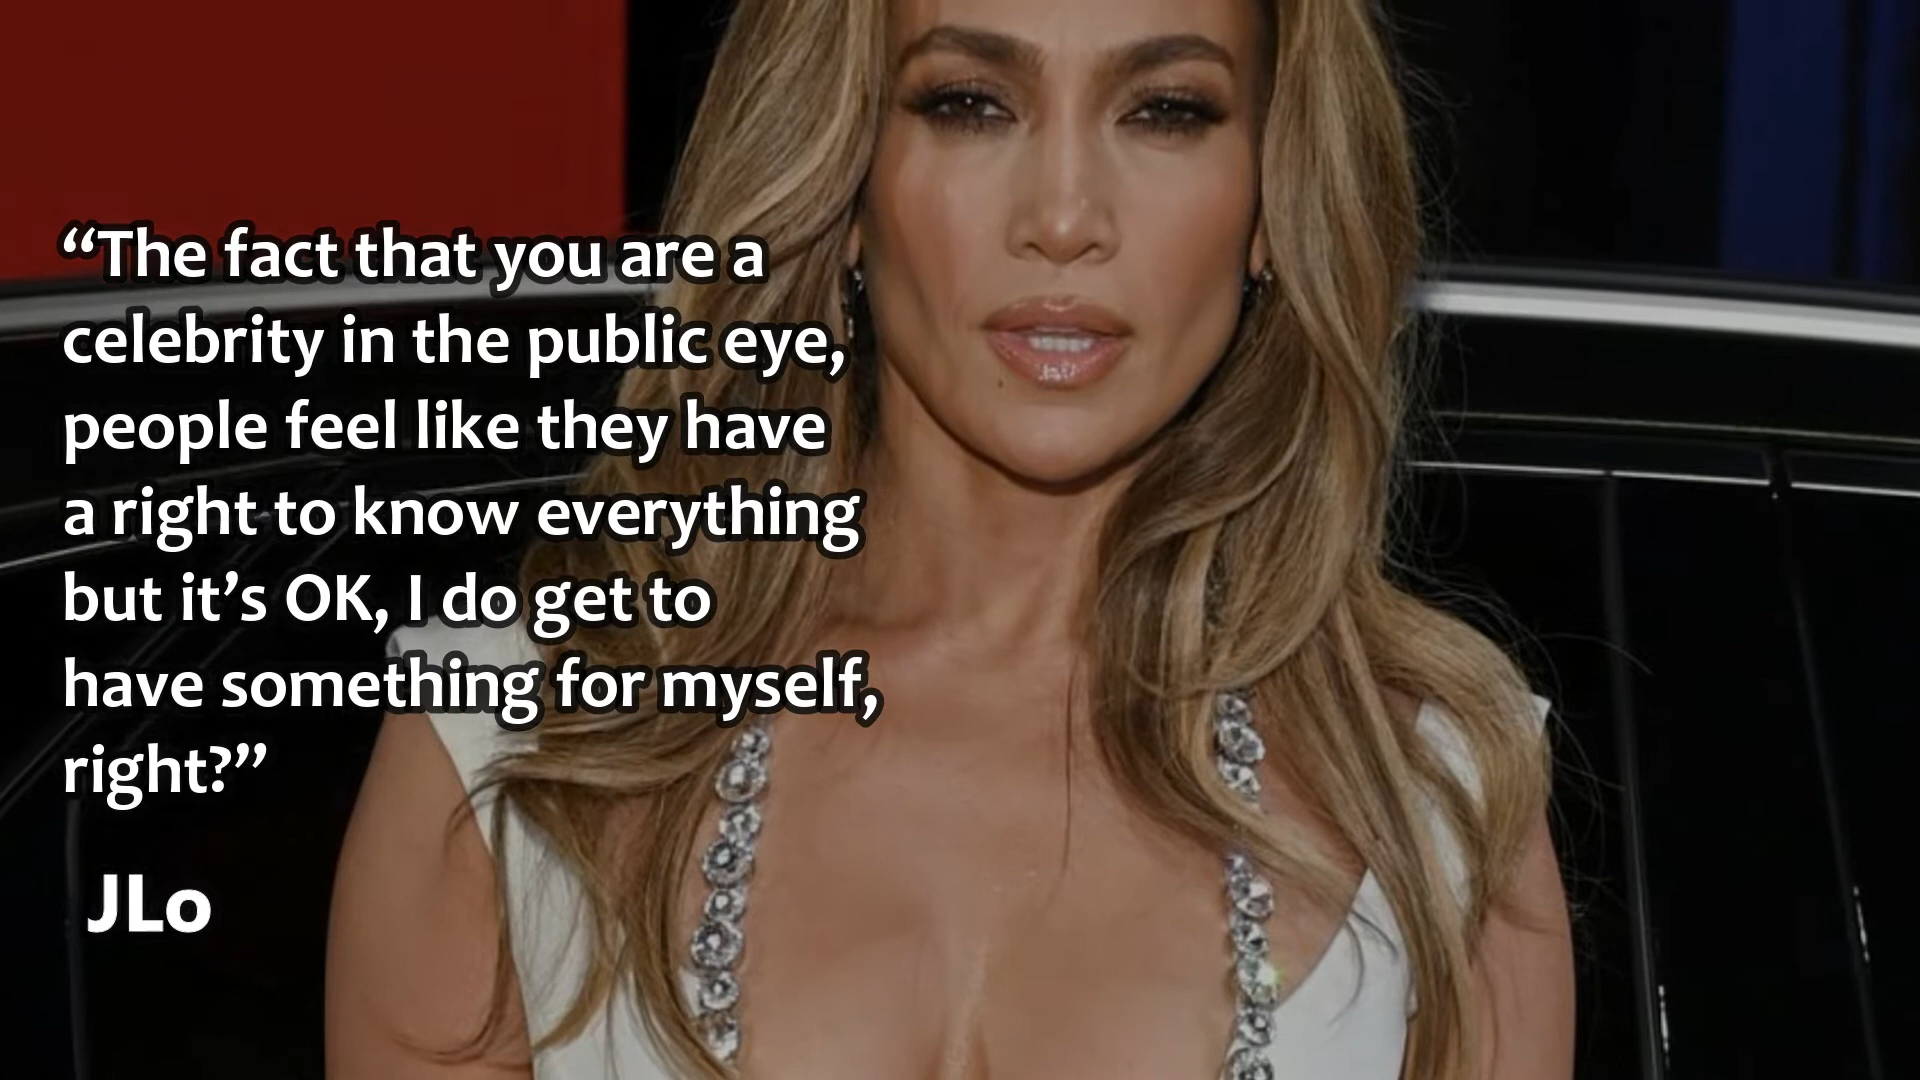 “The fact that you are a
celebrity in the public eye,
people feel like they have
a right to know everything
but it’s OK, I do get to
have something for myself,
right?”
JLo